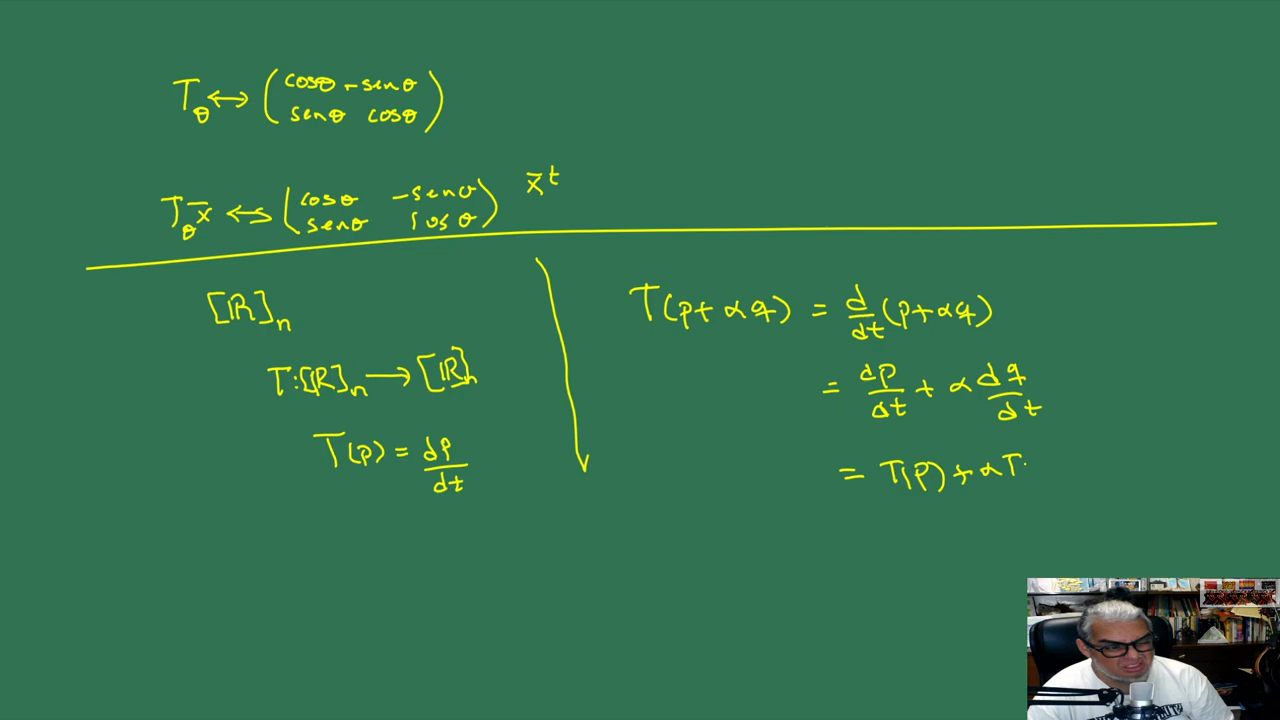 T_θ ↔ (cosθ -senθ
senθ cosθ)
T_θ x̄ ↔ (cosθ -senθ
senθ cosθ) x̄^t
[ℝ]_n
T:[ℝ]_n → [ℝ]_n
T(p) = dp/dt
T(p+αq) = d/dt (p+αq)
= dp/dt + α dq/dt
= T(p) + αT